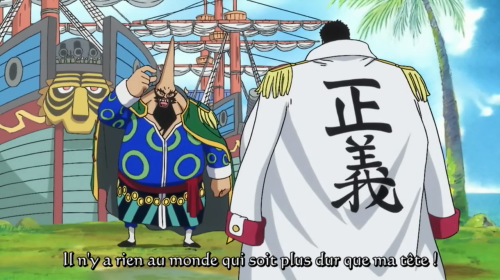 正義
Il n'y a rien au monde qui soit plus dur que ma tête !